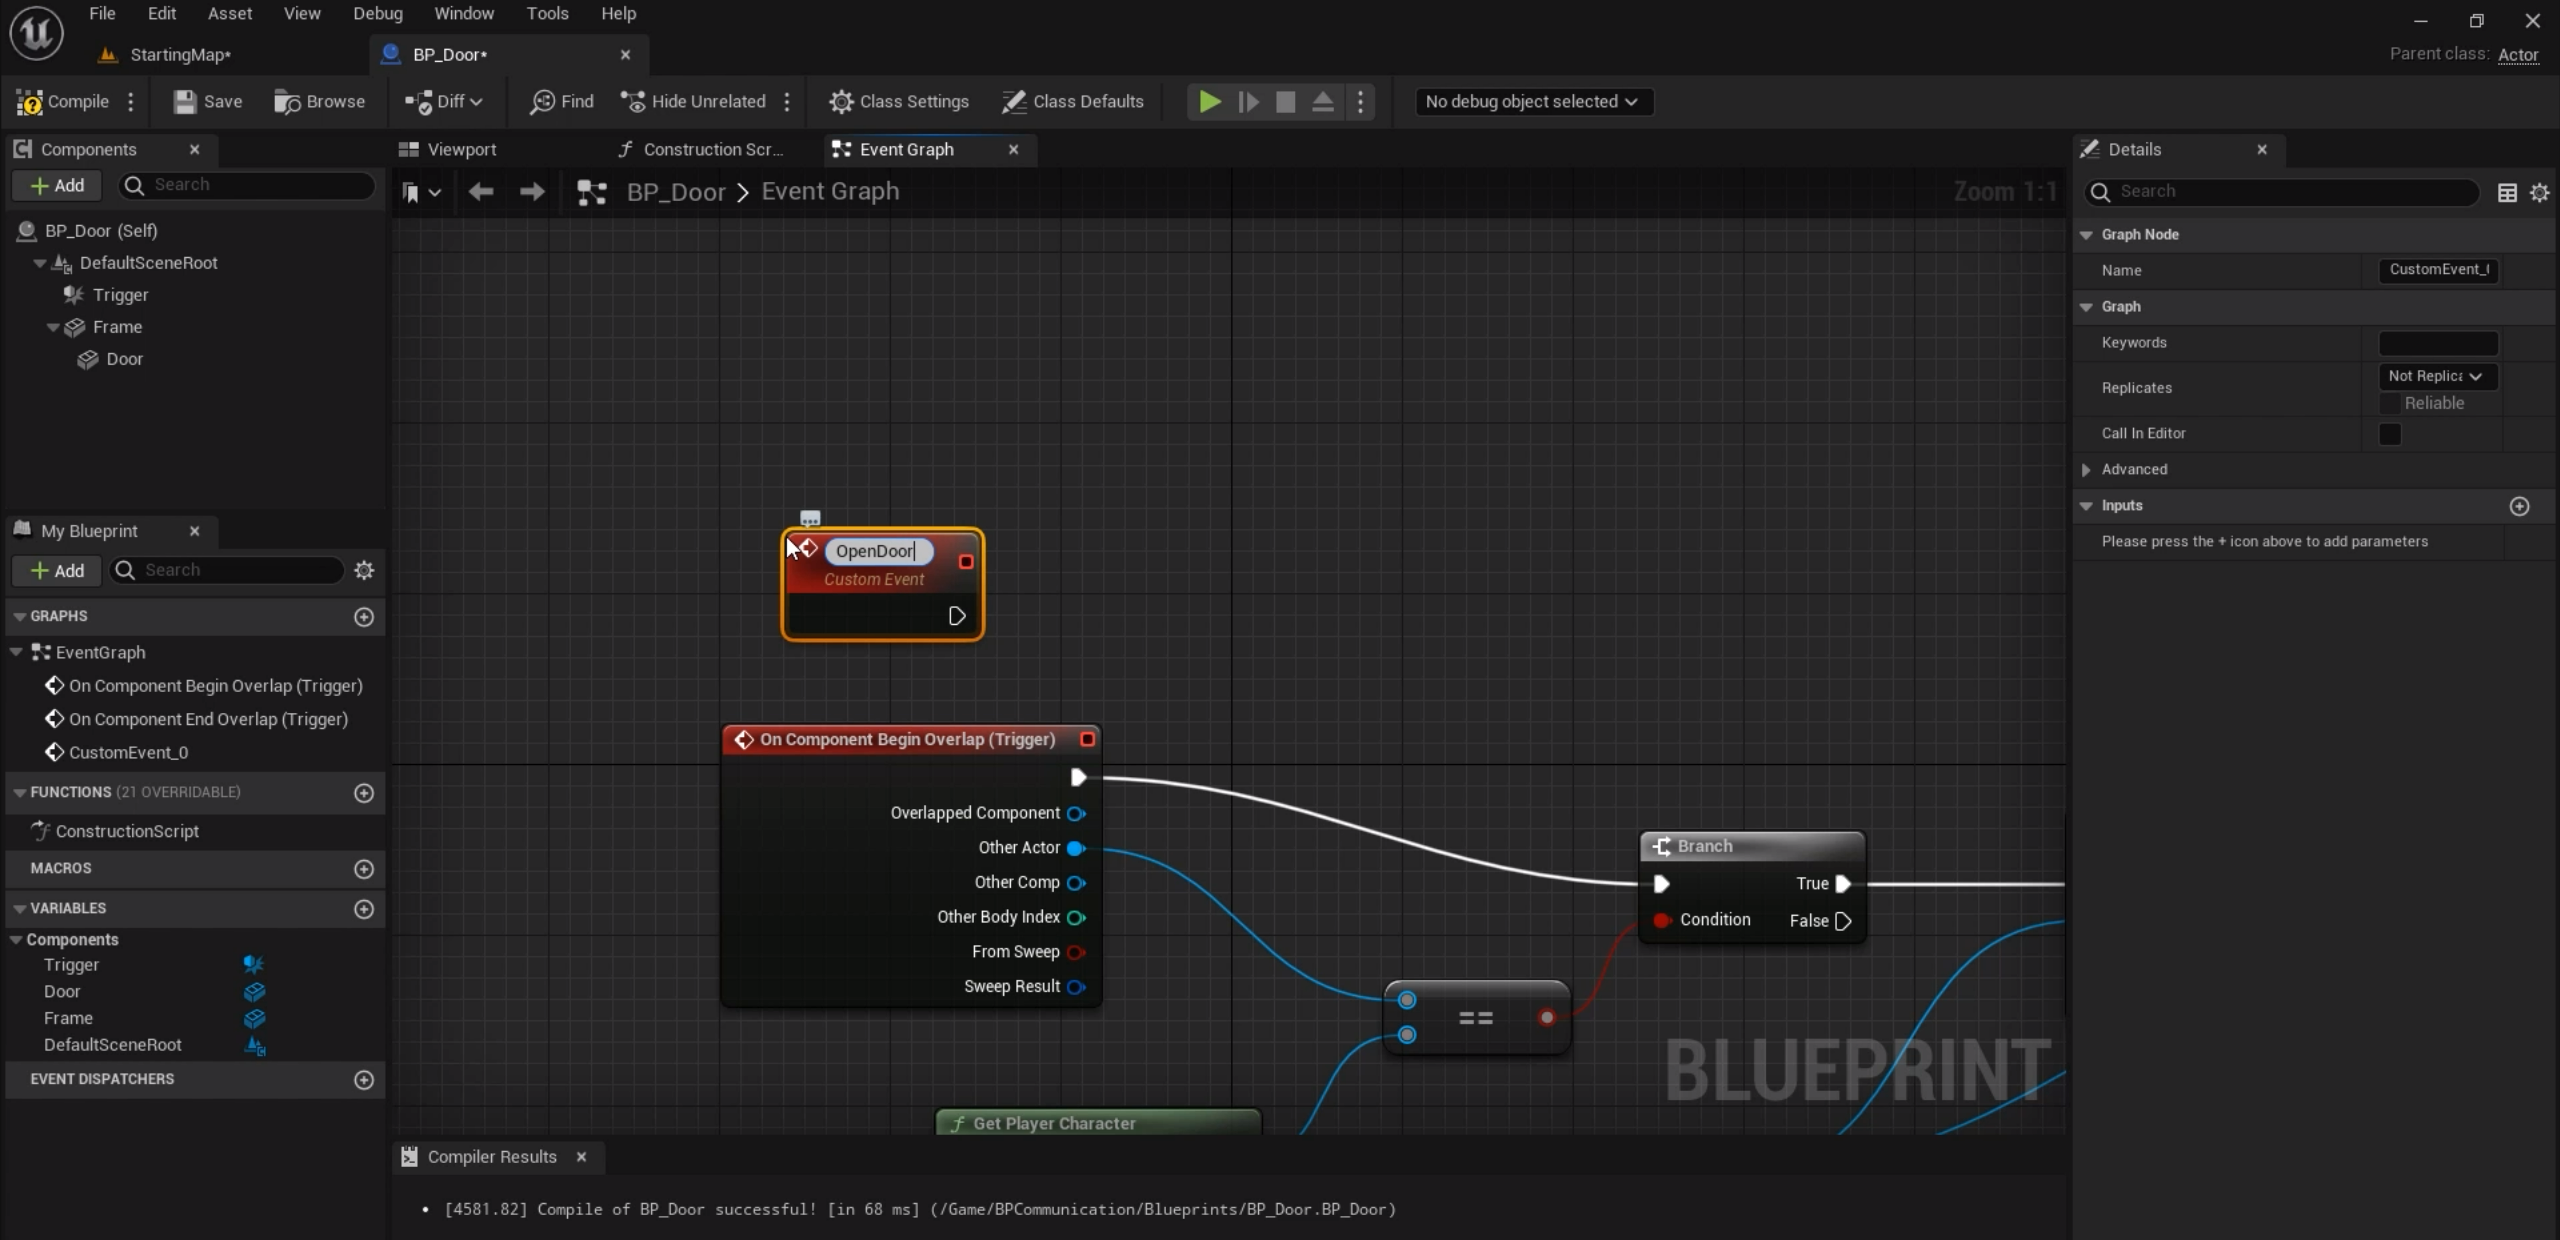 File Edit Asset View Debug Window Tools Help
StartingMap*
BP_Door*
Parent class: Actor
Compile Save Browse Diff Find Hide Unrelated Class Settings Class Defaults No debug object selected
Components
Viewport Construction Scr... Event Graph
Details
Add Search
BP_Door > Event Graph
Zoom 1:1
Search
BP_Door (Self)
DefaultSceneRoot
Trigger
Frame
Door
Graph Node
Name CustomEvent_
Graph
Keywords
Replicates Not Replic
Reliable
Call In Editor
Advanced
Inputs
Please press the + icon above to add parameters
My Blueprint
Add Search
GRAPHS
EventGraph
On Component Begin Overlap (Trigger)
On Component End Overlap (Trigger)
CustomEvent_0
FUNCTIONS (21 OVERRIDABLE)
ConstructionScript
MACROS
VARIABLES
Components
Trigger
Door
Frame
DefaultSceneRoot
EVENT DISPATCHERS
OpenDoor
Custom Event
On Component Begin Overlap (Trigger)
Overlapped Component
Other Actor
Other Comp
Other Body Index
From Sweep
Sweep Result
Branch
True
Condition False
==
BLUEPRINT
f Get Player Character
Compiler Results
• [4581.82] Compile of BP_Door successful! [in 68 ms] (/Game/BPCommunication/Blueprints/BP_Door.BP_Door)